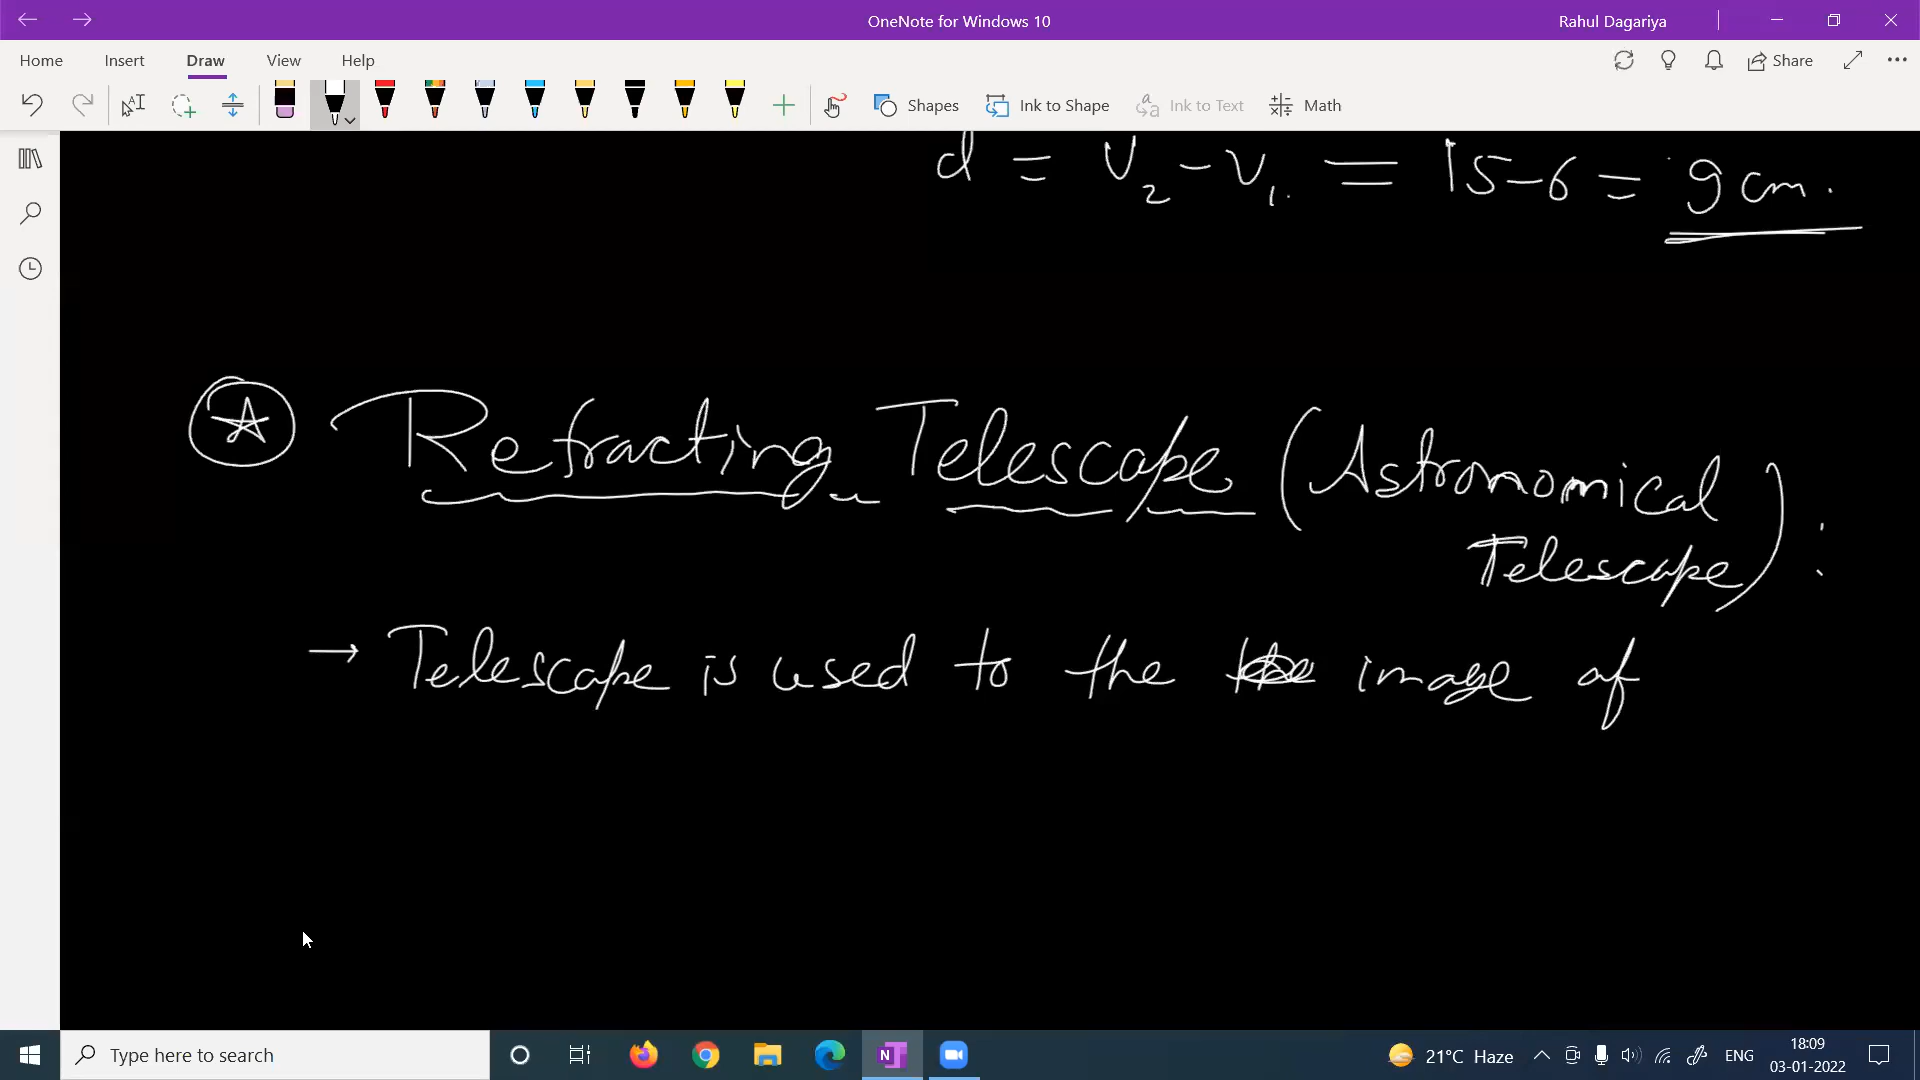 OneNote for Windows 10
Rahul Dagariya
Home Insert Draw View Help
Share
Shapes Ink to Shape Ink to Text Math
d = V2 - V1. = 15-6 = 9 cm.
Refracting Telescope (Astronomical
Telescope) :
→ Telescope is used to the image of
Type here to search
N
21°C Haze
ENG
18:09
03-01-2022